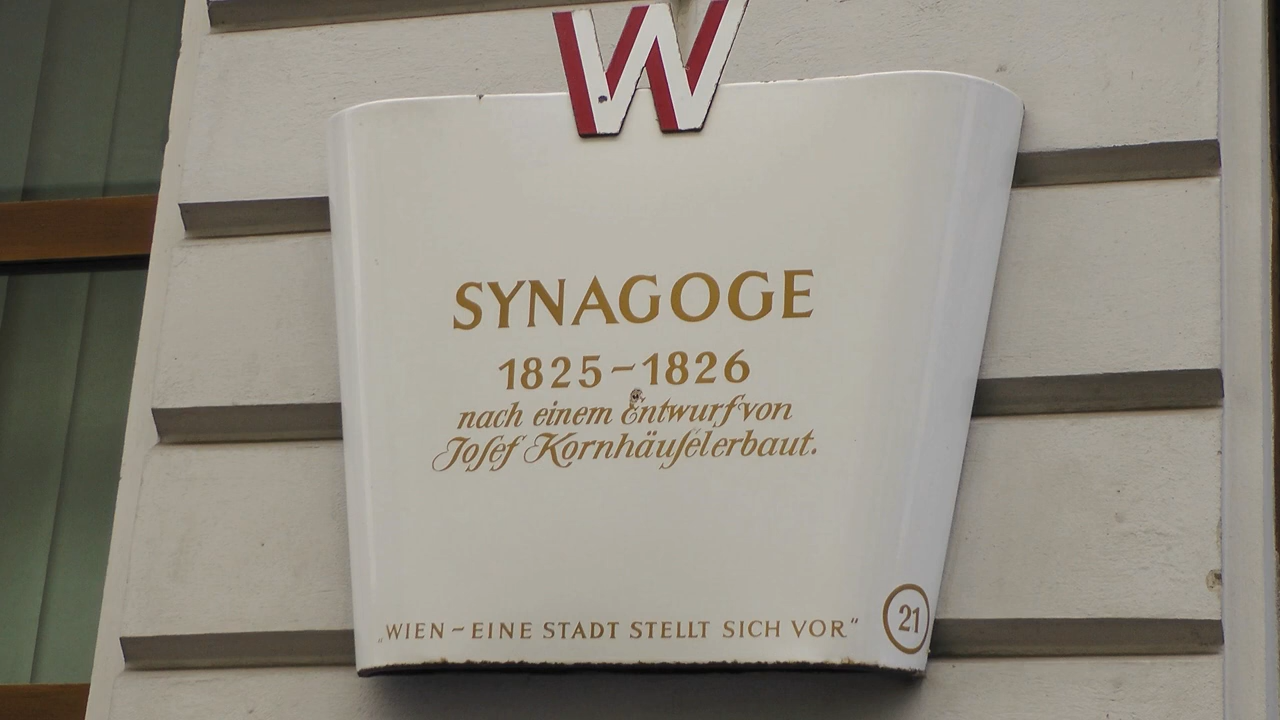 W
SYNAGOGE
1825–1826
nach einem Entwurf von
Josef Kornhäusel erbaut.
„WIEN – EINE STADT STELLT SICH VOR“
21